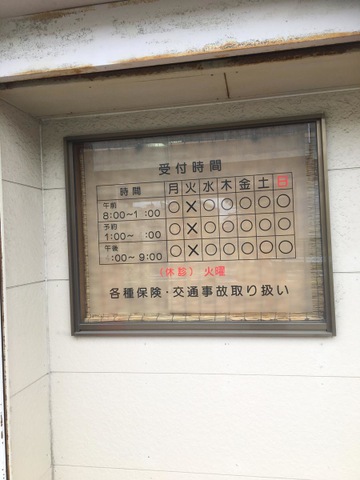 受付時間
時間 月 火 水 木 金 土 日
午前
8:00~1 :00 ○ × ○ ○ ○ ○ ○
予約
1:00~ :00 ○ × ○ ○ ○ ○ ○
午後
:00~9:00 ○ × ○ ○ ○ ○ ○
(休診) 火曜
各種保険・交通事故取り扱い